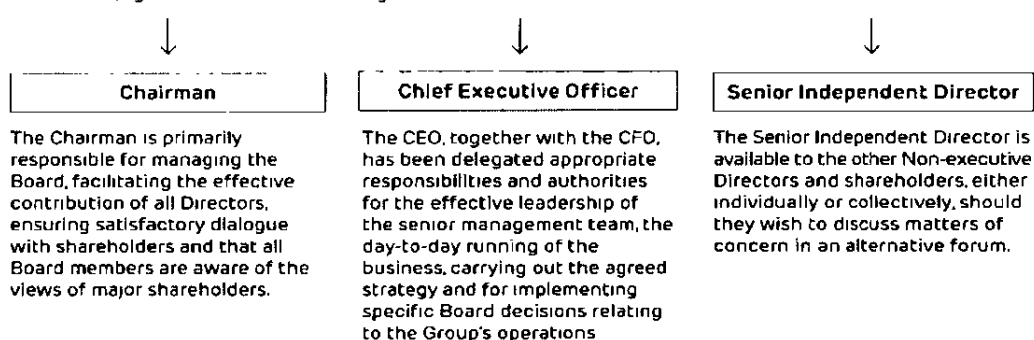 Chairman
The Chairman is primarily
responsible for managing the
Board, facilitating the effective
contribution of all Directors,
ensuring satisfactory dialogue
with shareholders and that all
Board members are aware of the
views of major shareholders.
Chief Executive Officer
The CEO, together with the CFO,
has been delegated appropriate
responsibilities and authorities
for the effective leadership of
the senior management team, the
day-to-day running of the
business, carrying out the agreed
strategy and for implementing
specific Board decisions relating
to the Group's operations
Senior Independent Director
The Senior Independent Director is
available to the other Non-executive
Directors and shareholders, either
individually or collectively, should
they wish to discuss matters of
concern in an alternative forum.